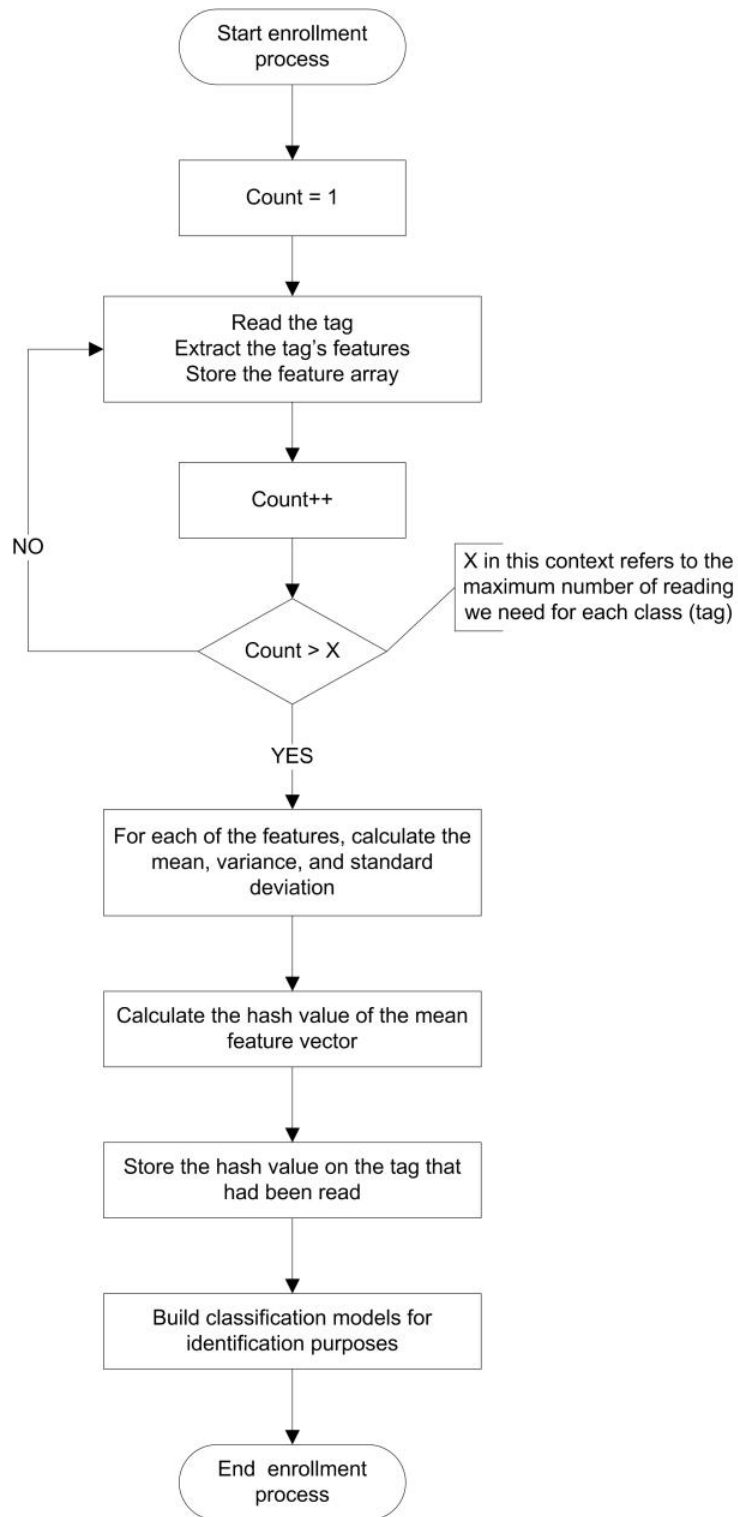 Start enrollment
process
Count = 1
Read the tag
Extract the tag's features
Store the feature array
Count++
NO
X in this context refers to the
maximum number of reading
we need for each class (tag)
Count > X
YES
For each of the features, calculate the
mean, variance, and standard
deviation
Calculate the hash value of the mean
feature vector
Store the hash value on the tag that
had been read
Build classification models for
identification purposes
End enrollment
process